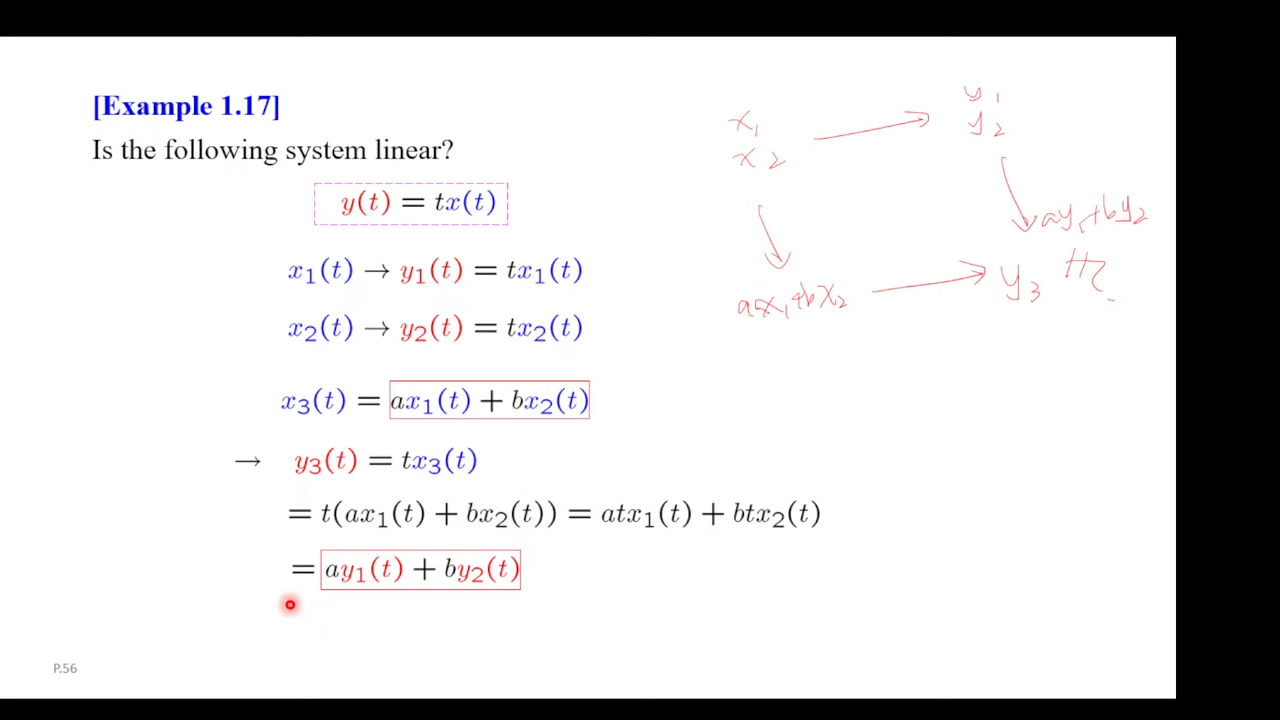 [Example 1.17]
Is the following system linear?
y(t) = tx(t)
x₁(t) → y₁(t) = tx₁(t)
x₂(t) → y₂(t) = tx₂(t)
x₃(t) = ax₁(t) + bx₂(t)
→ y₃(t) = tx₃(t)
= t(ax₁(t) + bx₂(t)) = atx₁(t) + btx₂(t)
= ay₁(t) + by₂(t)
x₁
x₂
→
y₁
y₂
ay₁+by₂
ax₁+bx₂ → y₃
P.56